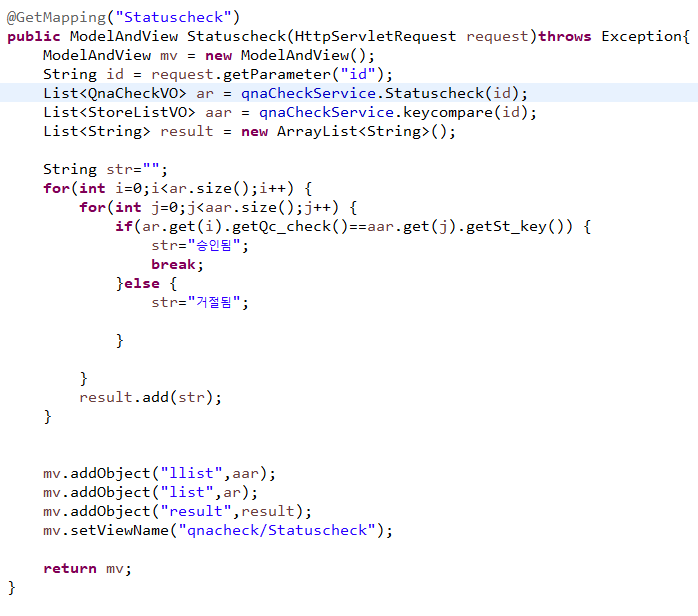 @GetMapping("Statuscheck")
public ModelAndView Statuscheck(HttpServletRequest request)throws Exception{
    ModelAndView mv = new ModelAndView();
    String id = request.getParameter("id");
    List<QnaCheckVO> ar = qnaCheckService.Statuscheck(id);
    List<StoreListVO> aar = qnaCheckService.keycompare(id);
    List<String> result = new ArrayList<String>();

    String str="";
    for(int i=0;i<ar.size();i++) {
        for(int j=0;j<aar.size();j++) {
            if(ar.get(i).getQc_check()==aar.get(j).getSt_key()) {
                str="승인됨";
                break;
            }else {
                str="거절됨";

            }

        }
        result.add(str);
    }


    mv.addObject("llist",aar);
    mv.addObject("list",ar);
    mv.addObject("result",result);
    mv.setViewName("qnacheck/Statuscheck");

    return mv;
}